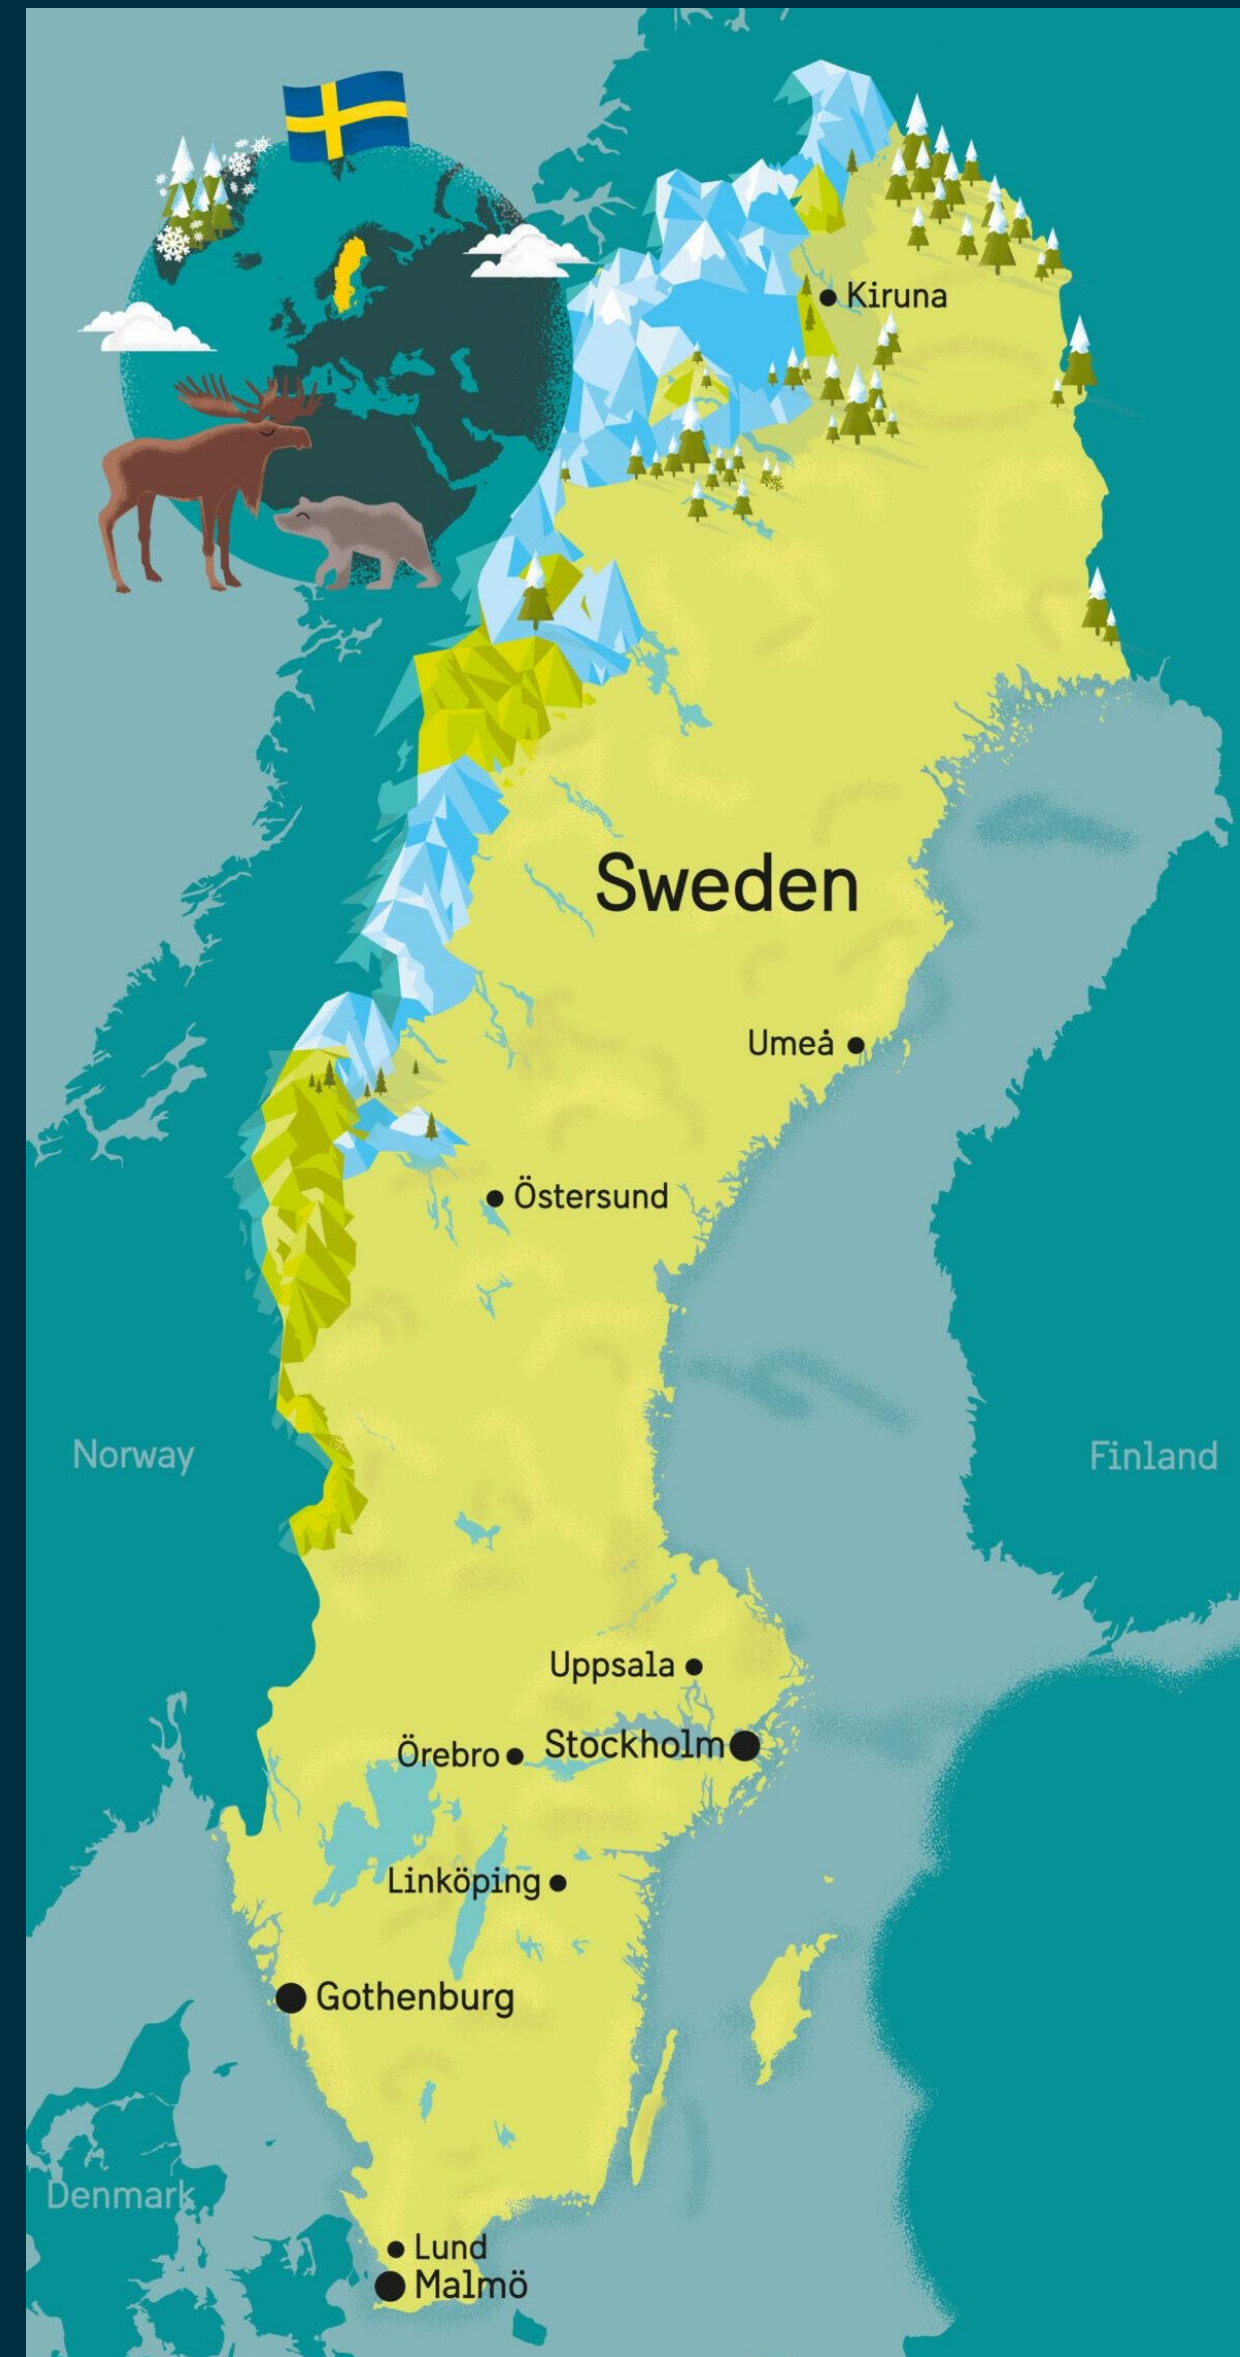 Kiruna
Sweden
Umeå
Östersund
Norway
Finland
Uppsala
Stockholm
Örebro
Linköping
Gothenburg
Denmark
Lund
Malmö